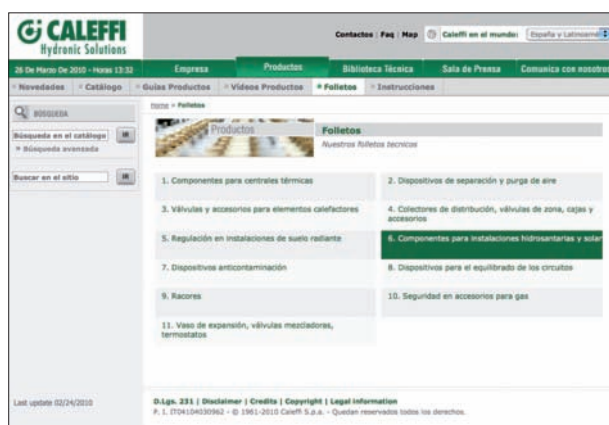 CALEFFI
Hydronic Solutions
Contactos | Faq | Map
Caleffi en el mundo:
España y Latinoamé
26 De Marzo De 2010 - Horas 13:32
Empresa
Productos
Biblioteca Técnica
Sala de Prensa
Comunica con nosotro
Novedades
Catálogo
Guías Productos
Vídeos Productos
Folletos
Instrucciones
BÚSQUEDA
Búsqueda en el catálogo
IR
Búsqueda avanzada
Buscar en el sitio
IR
Home > Folletos
Productos
Folletos
Nuestros folletos técnicos
1. Componentes para centrales térmicas
2. Dispositivos de separación y purga de aire
3. Válvulas y accesorios para elementos calefactores
4. Colectores de distribución, válvulas de zona, cajas y
accesorios
5. Regulación en instalaciones de suelo radiante
6. Componentes para instalaciones hidrosanitarias y solar
7. Dispositivos anticontaminación
8. Dispositivos para el equilibrado de los circuitos
9. Racores
10. Seguridad en accesorios para gas
11. Vaso de expansión, válvulas mezcladoras,
termostatos
Last update 02/24/2010
D.Lgs. 231 | Disclaimer | Credits | Copyright | Legal information
P. I. IT04104030962 - © 1961-2010 Caleffi S.p.a. - Quedan reservados todos los derechos.